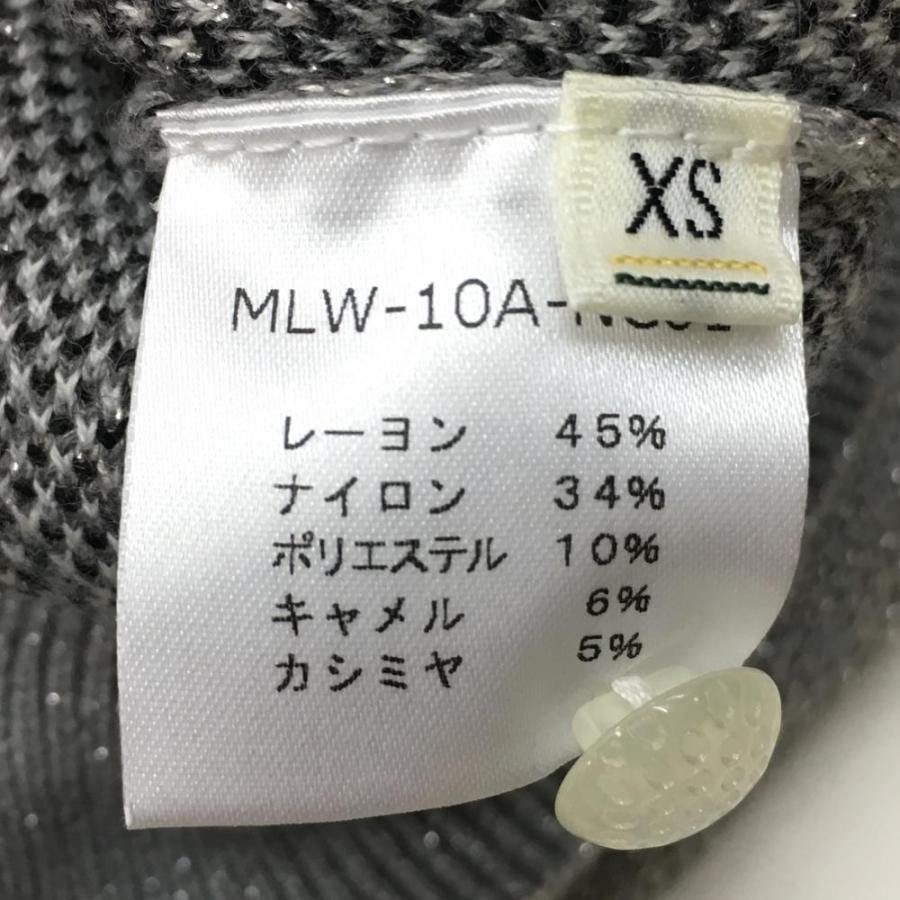 XS
MLW-10A-
レーヨン 45%
ナイロン 34%
ポリエステル 10%
キャメル 6%
カシミヤ 5%